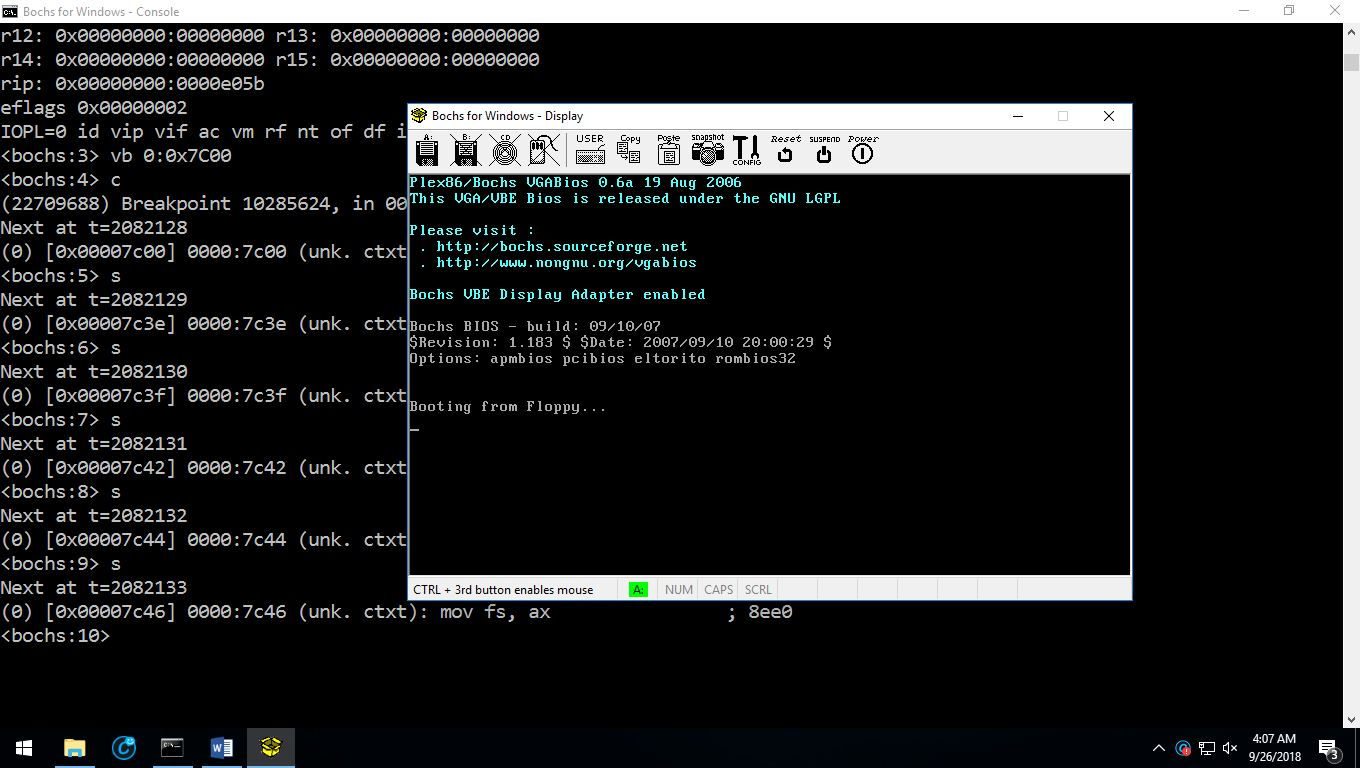 Bochs for Windows - Console
r12: 0x00000000:00000000 r13: 0x00000000:00000000
r14: 0x00000000:00000000 r15: 0x00000000:00000000
rip: 0x00000000:0000e05b
eflags 0x00000002
IOPL=0 id vip vif ac vm rf nt of df i
<bochs:3> vb 0:0x7C00
<bochs:4> c
(22709688) Breakpoint 10285624, in 00
Next at t=2082128
(0) [0x00007c00] 0000:7c00 (unk. ctxt
<bochs:5> s
Next at t=2082129
(0) [0x00007c3e] 0000:7c3e (unk. ctxt
<bochs:6> s
Next at t=2082130
(0) [0x00007c3f] 0000:7c3f (unk. ctxt
<bochs:7> s
Next at t=2082131
(0) [0x00007c42] 0000:7c42 (unk. ctxt
<bochs:8> s
Next at t=2082132
(0) [0x00007c44] 0000:7c44 (unk. ctxt
<bochs:9> s
Next at t=2082133
(0) [0x00007c46] 0000:7c46 (unk. ctxt): mov fs, ax ; 8ee0
<bochs:10>
Bochs for Windows - Display
A: B: CD USER Copy Paste snapshot CONFIG Reset SUSPEND Power
Plex86/Bochs VGABios 0.6a 19 Aug 2006
This VGA/VBE Bios is released under the GNU LGPL
Please visit :
. http://bochs.sourceforge.net
. http://www.nongnu.org/vgabios
Bochs VBE Display Adapter enabled
Bochs BIOS - build: 09/10/07
$Revision: 1.183 $ $Date: 2007/09/10 20:00:29 $
Options: apmbios pcibios eltorito rombios32
Booting from Floppy...
CTRL + 3rd button enables mouse A: NUM CAPS SCRL
4:07 AM
9/26/2018
3